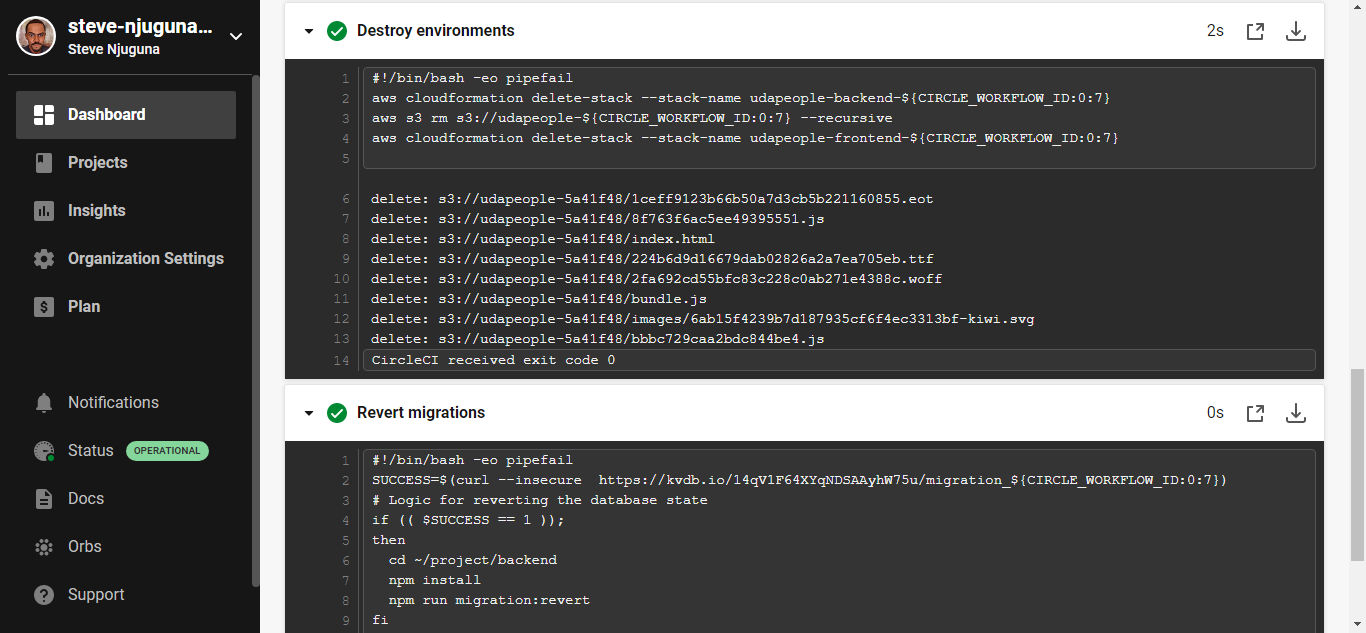 steve-njuguna...
Steve Njuguna
Dashboard
Projects
Insights
Organization Settings
Plan
Notifications
Status OPERATIONAL
Docs
Orbs
Support
Destroy environments 2s
1 #!/bin/bash -eo pipefail
2 aws cloudformation delete-stack --stack-name udapeople-backend-${CIRCLE_WORKFLOW_ID:0:7}
3 aws s3 rm s3://udapeople-${CIRCLE_WORKFLOW_ID:0:7} --recursive
4 aws cloudformation delete-stack --stack-name udapeople-frontend-${CIRCLE_WORKFLOW_ID:0:7}
5
6 delete: s3://udapeople-5a41f48/1ceff9123b66b50a7d3cb5b221160855.eot
7 delete: s3://udapeople-5a41f48/8f763f6ac5ee49395551.js
8 delete: s3://udapeople-5a41f48/index.html
9 delete: s3://udapeople-5a41f48/224b6d9d16679dab02826a2a7ea705eb.ttf
10 delete: s3://udapeople-5a41f48/2fa692cd55bfc83c228c0ab271e4388c.woff
11 delete: s3://udapeople-5a41f48/bundle.js
12 delete: s3://udapeople-5a41f48/images/6ab15f4239b7d187935cf6f4ec3313bf-kiwi.svg
13 delete: s3://udapeople-5a41f48/bbbc729caa2bdc844be4.js
14 CircleCI received exit code 0
Revert migrations 0s
1 #!/bin/bash -eo pipefail
2 SUCCESS=$(curl --insecure  https://kvdb.io/14qV1F64XYqNDSAAyhW75u/migration_${CIRCLE_WORKFLOW_ID:0:7})
3 # Logic for reverting the database state
4 if (( $SUCCESS == 1 ));
5 then
6   cd ~/project/backend
7   npm install
8   npm run migration:revert
9 fi